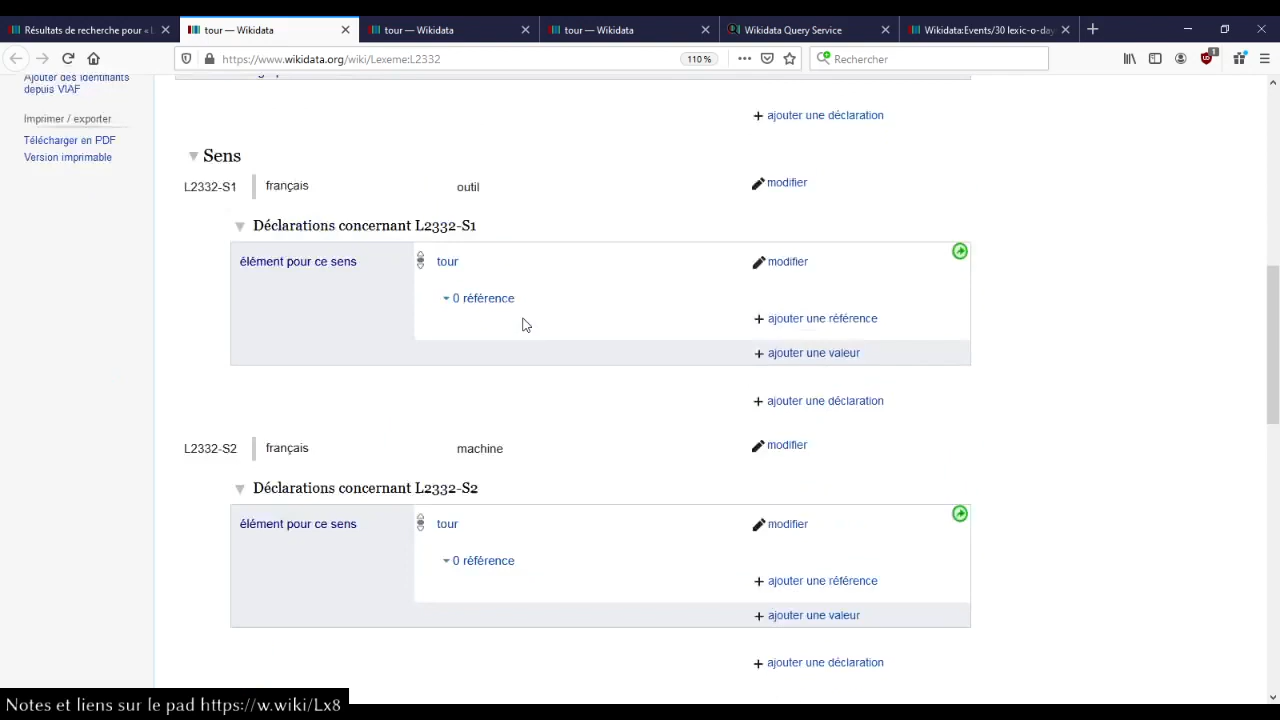 Résultats de recherche pour « L
tour — Wikidata
tour — Wikidata
tour — Wikidata
Wikidata Query Service
Wikidata:Events/30 lexic-o-day
https://www.wikidata.org/wiki/Lexeme:L2332
110 %
Rechercher
1
Ajouter des identifiants
depuis VIAF
Imprimer / exporter
Télécharger en PDF
Version imprimable
ajouter une déclaration
Sens
L2332-S1
français
outil
modifier
Déclarations concernant L2332-S1
élément pour ce sens
tour
modifier
0 référence
ajouter une référence
ajouter une valeur
ajouter une déclaration
L2332-S2
français
machine
modifier
Déclarations concernant L2332-S2
élément pour ce sens
tour
modifier
0 référence
ajouter une référence
ajouter une valeur
ajouter une déclaration
Notes et liens sur le pad https://w.wiki/Lx8